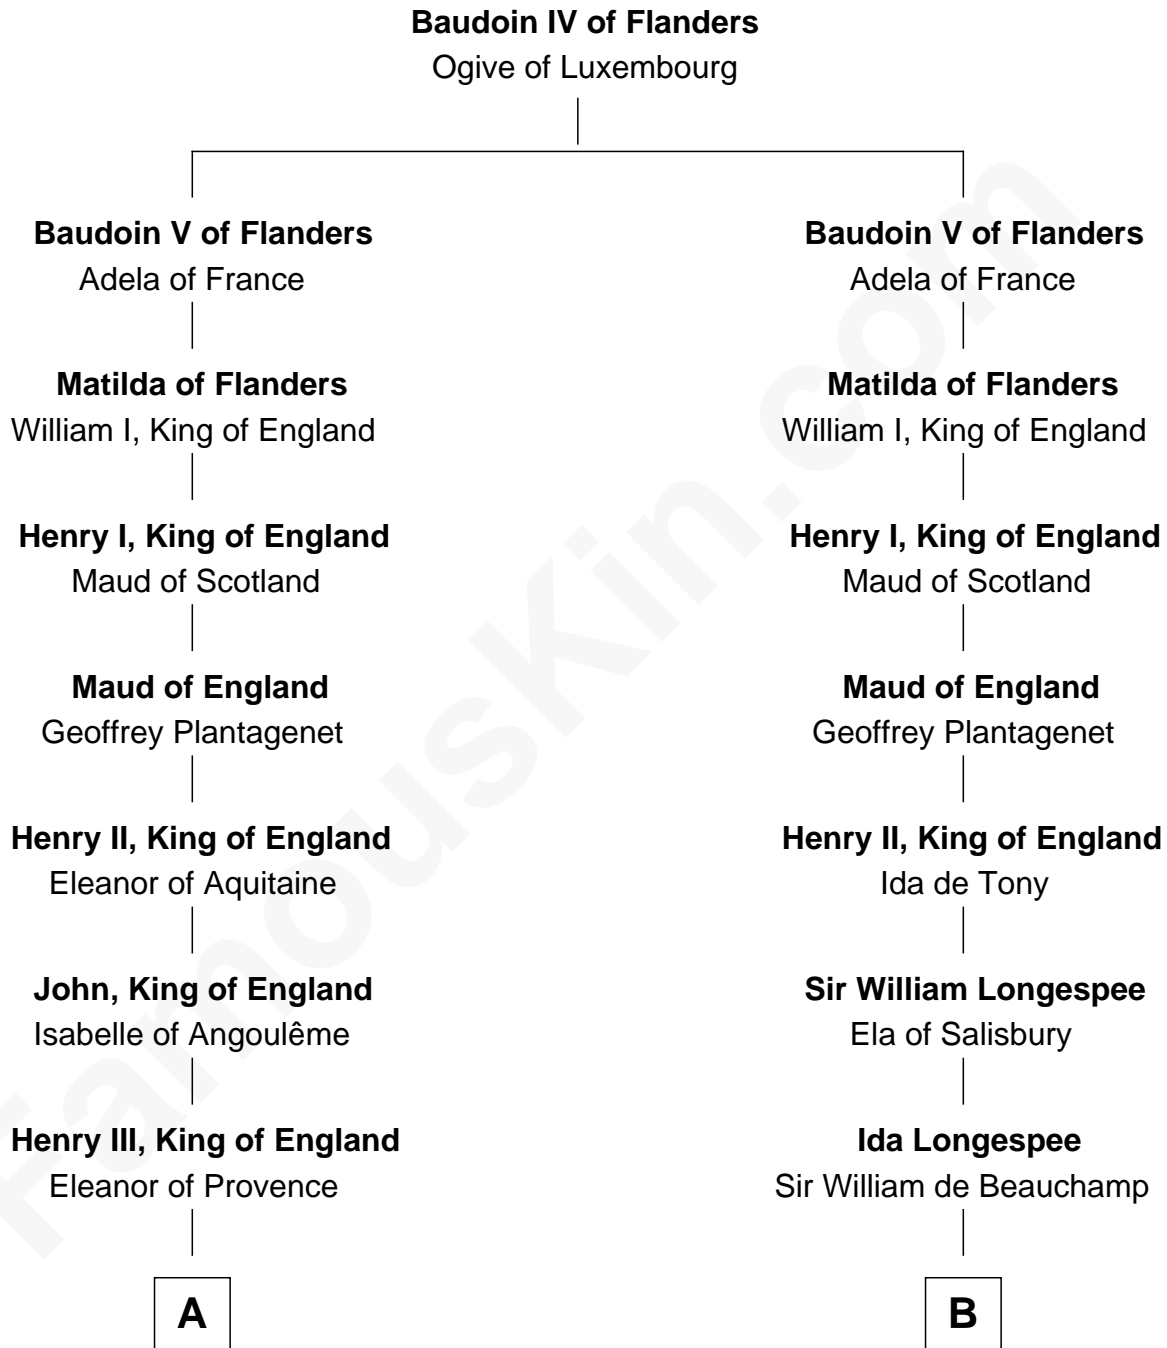 Baudoin IV of Flanders
Ogive of Luxembourg
Baudoin V of Flanders
Adela of France
Matilda of Flanders
William I, King of England
Henry I, King of England
Maud of Scotland
Maud of England
Geoffrey Plantagenet
Henry II, King of England
Eleanor of Aquitaine
John, King of England
Isabelle of Angoulême
Henry III, King of England
Eleanor of Provence
A
Baudoin V of Flanders
Adela of France
Matilda of Flanders
William I, King of England
Henry I, King of England
Maud of Scotland
Maud of England
Geoffrey Plantagenet
Henry II, King of England
Ida de Tony
Sir William Longespee
Ela of Salisbury
Ida Longespee
Sir William de Beauchamp
B
FamousKin.com